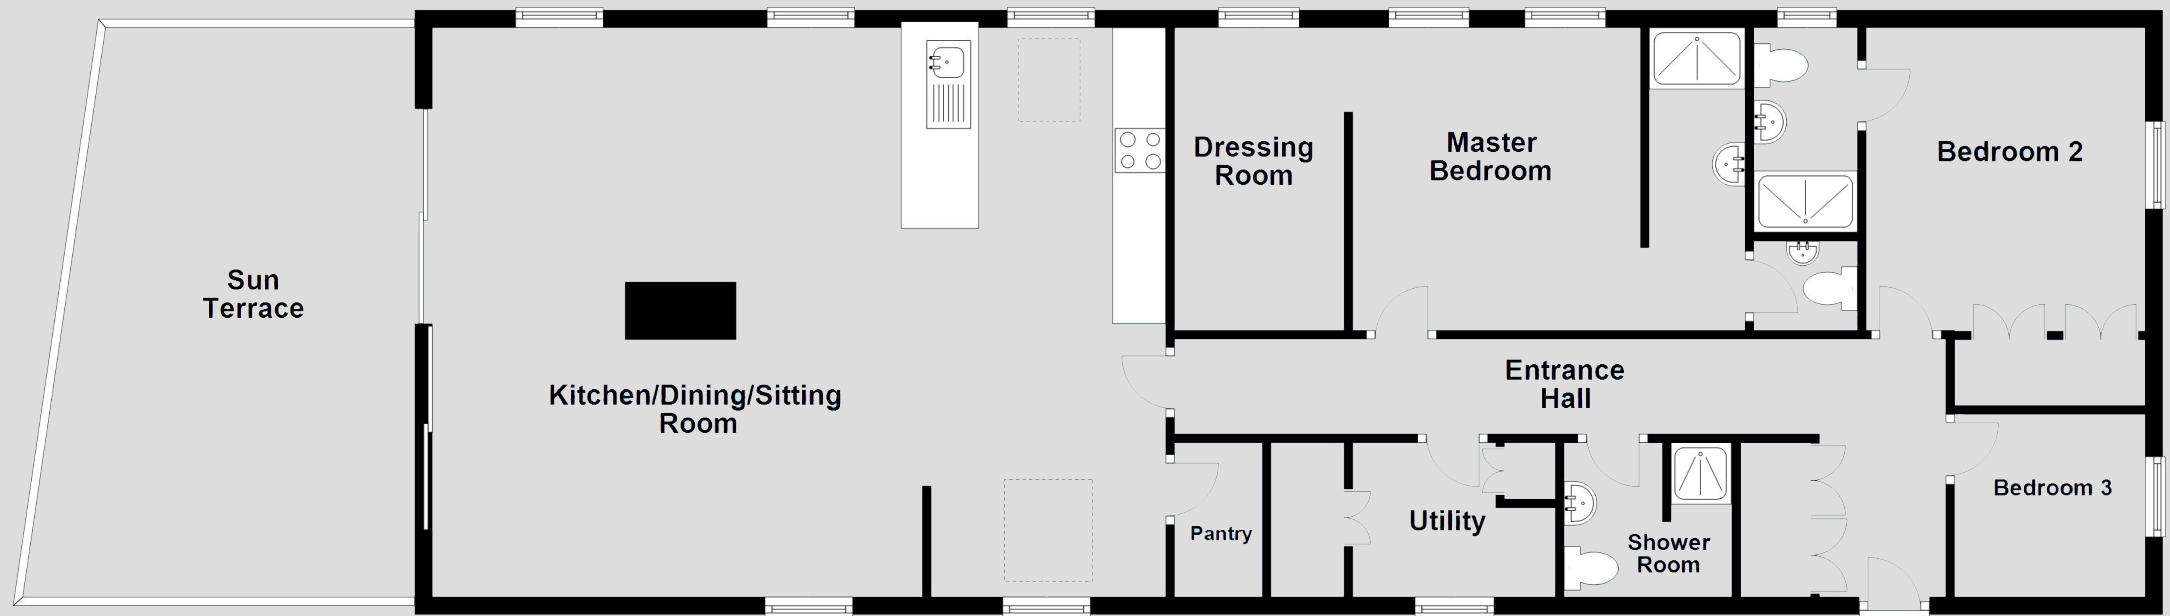 Sun
Terrace
Kitchen/Dining/Sitting
Room
Dressing
Room
Master
Bedroom
Bedroom 2
Entrance
Hall
Pantry
Utility
Shower
Room
Bedroom 3